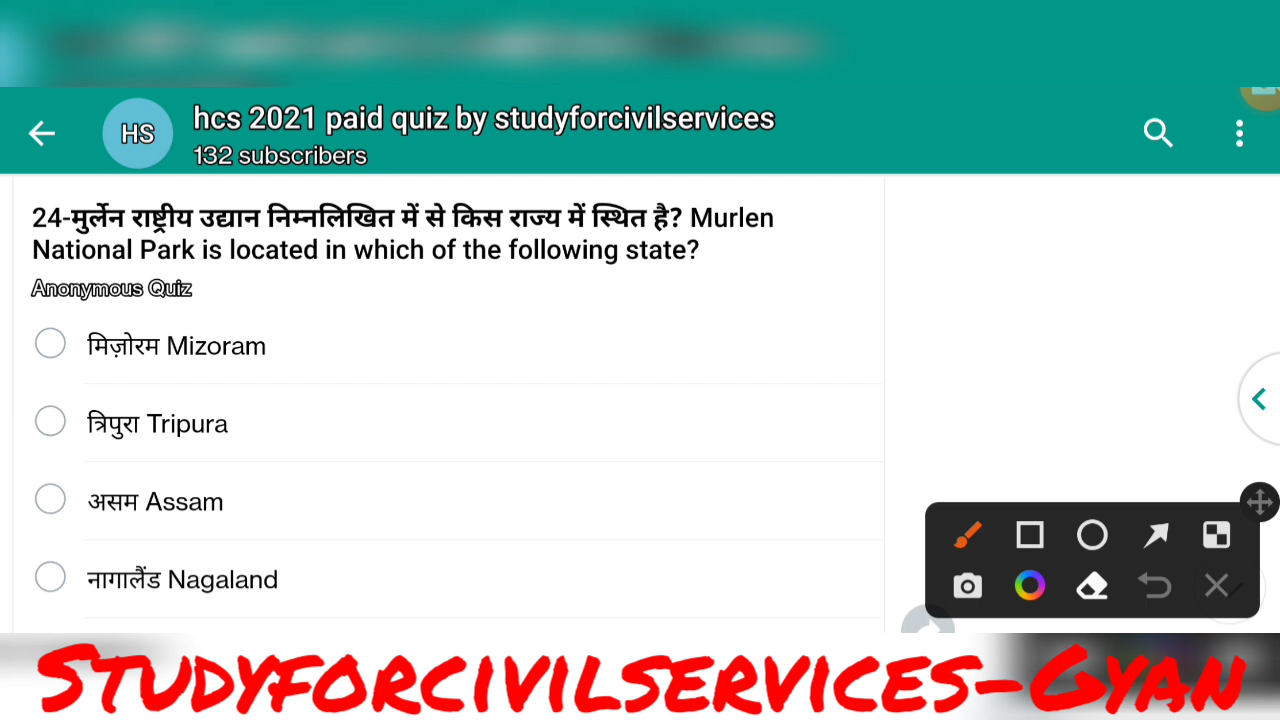 HS
hcs 2021 paid quiz by studyforcivilservices
132 subscribers
24-मुर्लेन राष्ट्रीय उद्यान निम्नलिखित में से किस राज्य में स्थित है? Murlen
National Park is located in which of the following state?
Anonymous Quiz
मिज़ोरम Mizoram
त्रिपुरा Tripura
असम Assam
नागालैंड Nagaland
STUDYFORCIVILSERVICES-GYAN